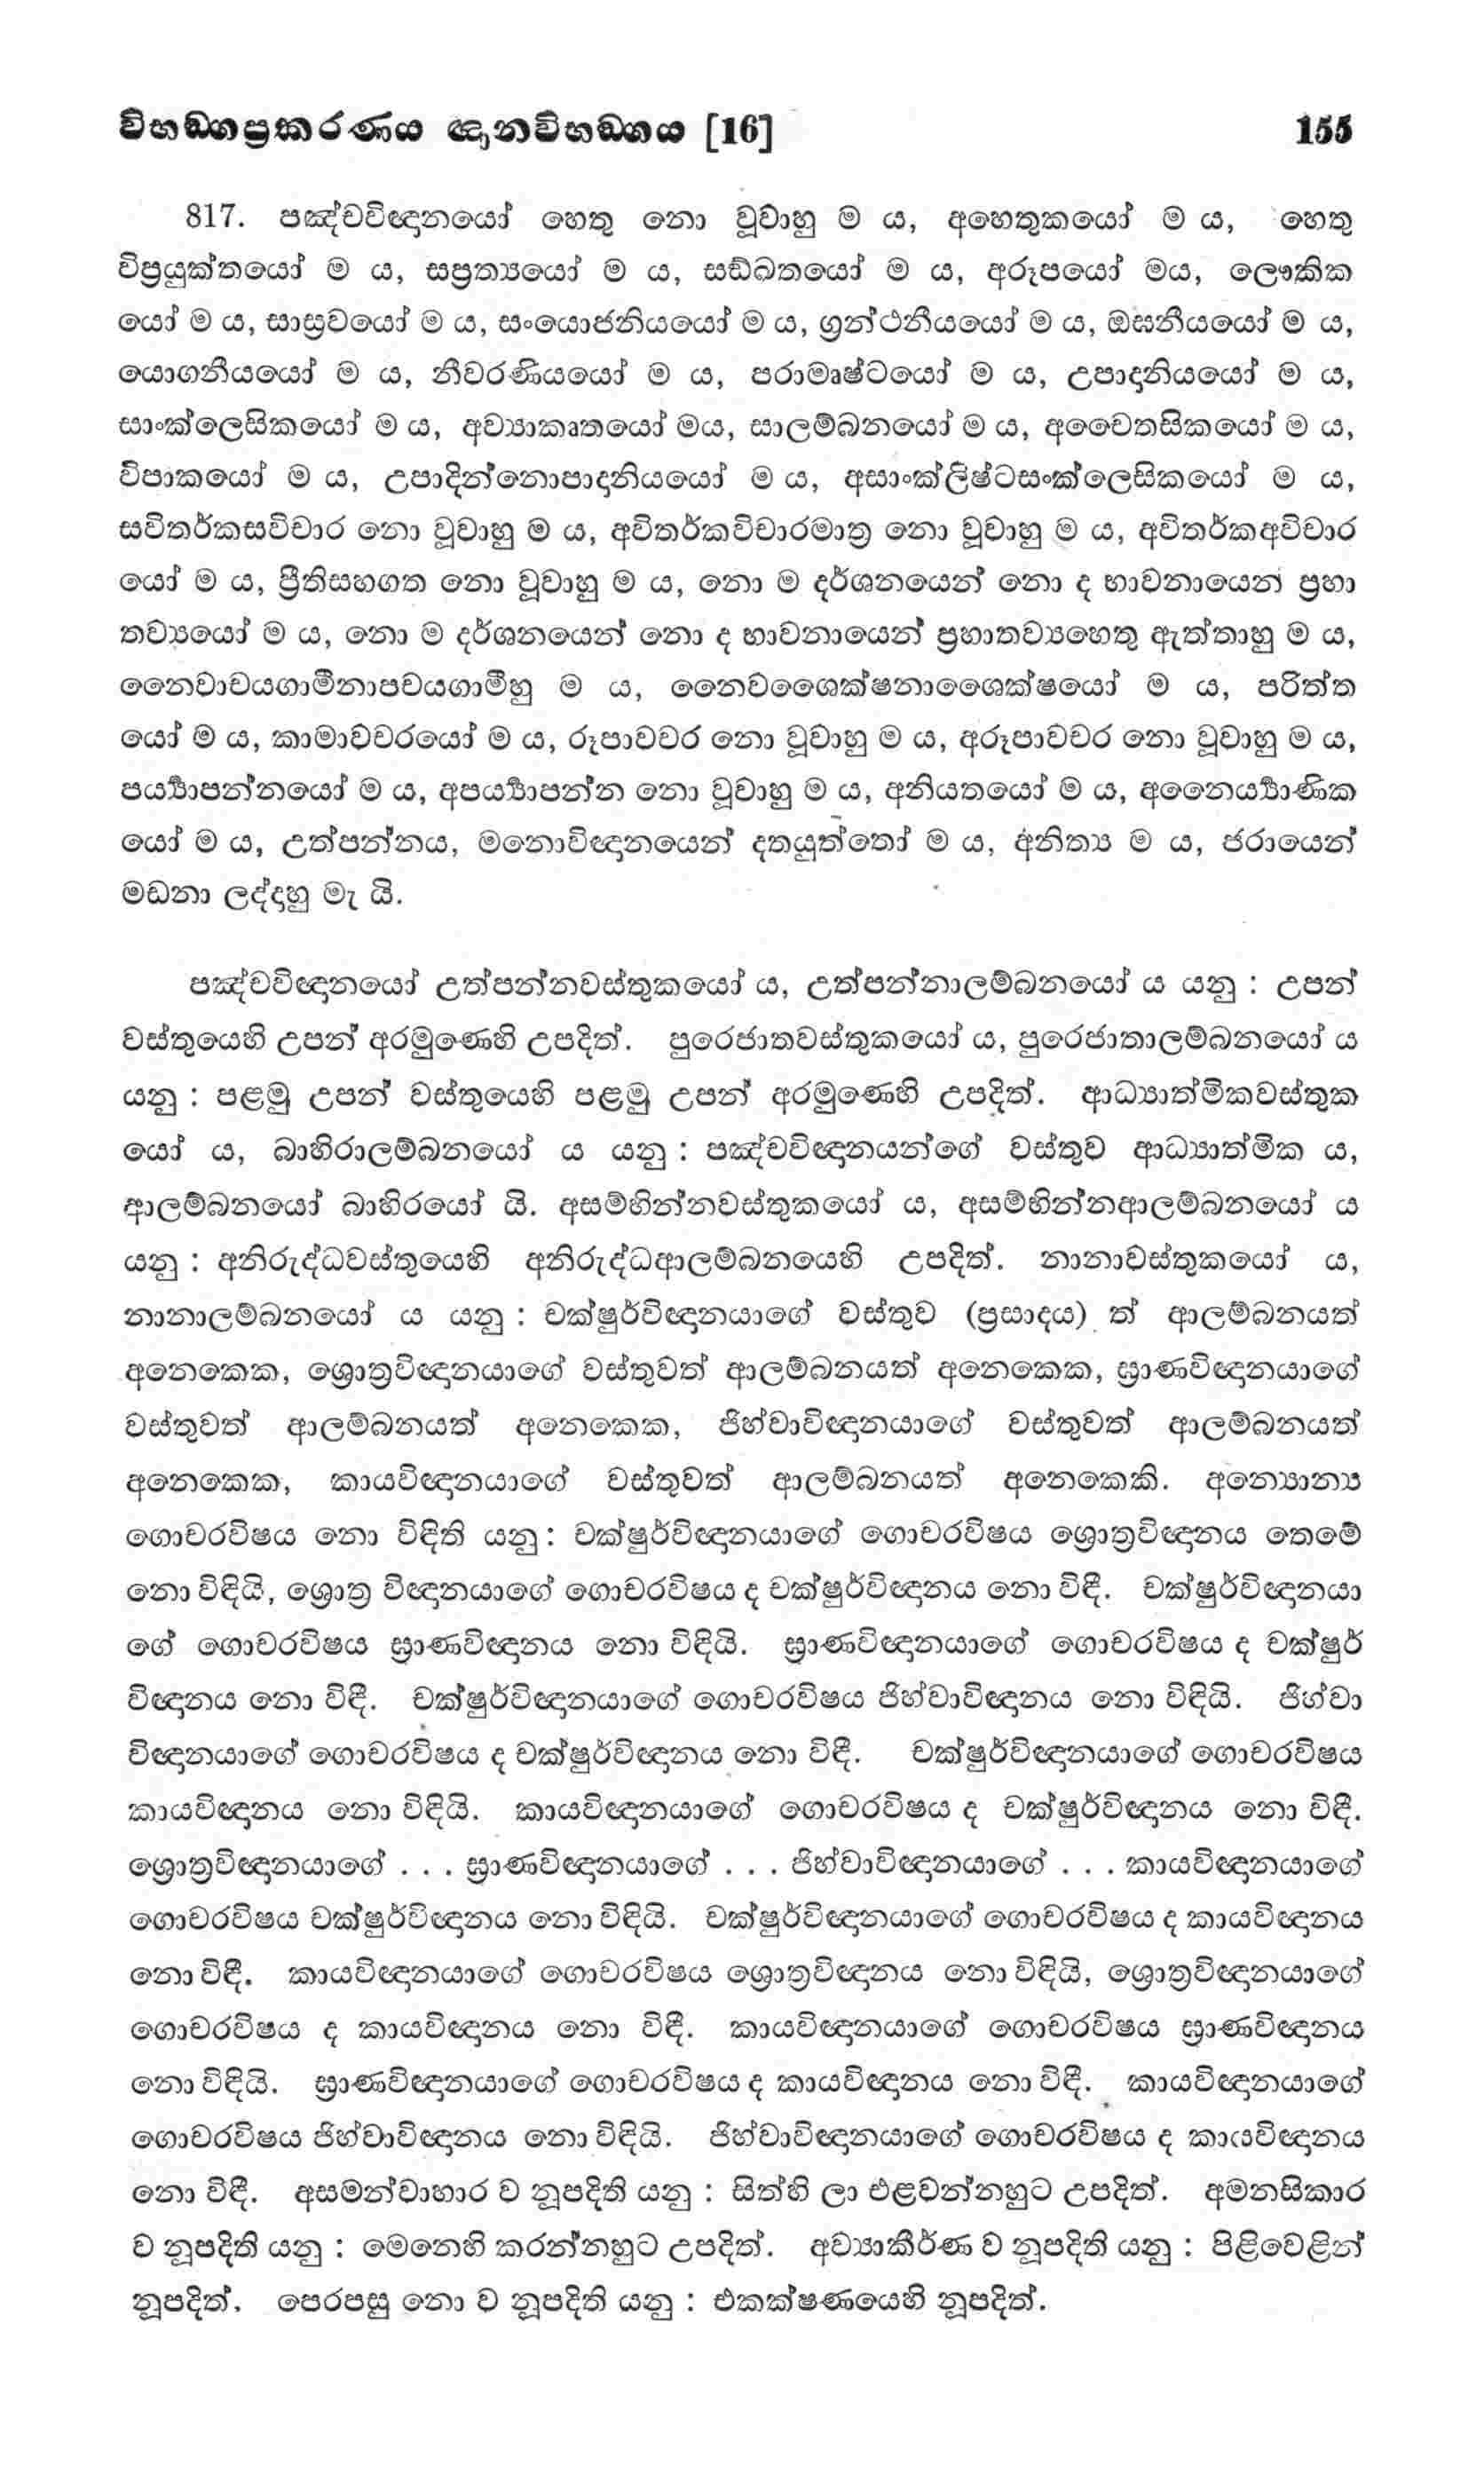 විභඞ්ගප්‍රකරණය ඥානවිභඞ්ගය [16] 155
817. පඤ්චවිඥානයෝ හෙතු නො වූවාහු ම ය, අහෙතුකයෝ ම ය, හෙතු
විප්‍රයුක්තයෝ ම ය, සප්‍රත්‍යයෝ ම ය, සඞ්ඛතයෝ ම ය, අරූපයෝ මය, ලෞකික
යෝ ම ය, සාස්‍රවයෝ ම ය, සංයොජනියයෝ ම ය, ග්‍රන්ථනීයයෝ ම ය, ඔඝනීයයෝ ම ය,
යොගනීයයෝ ම ය, නීවරණියයෝ ම ය, පරාමෘෂ්ටයෝ ම ය, උපාදානියයෝ ම ය,
සාංක්ලෙසිකයෝ ම ය, අව්‍යාකෘතයෝ මය, සාලම්බනයෝ ම ය, අචෛතසිකයෝ ම ය,
විපාකයෝ ම ය, උපාදින්නොපාදානියයෝ ම ය, අසාංක්ලිෂ්ටසංක්ලෙසිකයෝ ම ය,
සවිතර්කසවිචාර නො වූවාහු ම ය, අවිතර්කවිචාරමාත්‍ර නො වූවාහු ම ය, අවිතර්කඅවිචාර
යෝ ම ය, ප්‍රීතිසහගත නො වූවාහු ම ය, නො ම දර්ශනයෙන් නො ද භාවනායෙන් ප්‍රහා
තව්‍යයෝ ම ය, නො ම දර්ශනයෙන් නො ද භාවනායෙන් ප්‍රහාතව්‍යහෙතු ඇත්තාහු ම ය,
නෛවාචයගාමීනාපචයගාමීහු ම ය, නෛවශෛක්ෂනාශෛක්ෂයෝ ම ය, පරිත්ත
යෝ ම ය, කාමාවචරයෝ ම ය, රූපාවචර නො වූවාහු ම ය, අරූපාවචර නො වූවාහු ම ය,
පර්‍ය්‍යාපන්නයෝ ම ය, අපර්‍ය්‍යාපන්න නො වූවාහු ම ය, අනියතයෝ ම ය, අනෛර්‍ය්‍යාණික
යෝ ම ය, උත්පන්නය, මනොවිඥානයෙන් දතයුත්තෝ ම ය, අනිත්‍ය ම ය, ජරායෙන්
මඩනා ලද්දාහු මැ යි.
පඤ්චවිඥානයෝ උත්පන්නවස්තුකයෝ ය, උත්පන්නාලම්බනයෝ ය යනු : උපන්
වස්තුයෙහි උපන් අරමුණෙහි උපදිත්. පුරෙජාතවස්තුකයෝ ය, පුරෙජාතාලම්බනයෝ ය
යනු : පළමු උපන් වස්තුයෙහි පළමු උපන් අරමුණෙහි උපදිත්. ආධ්‍යාත්මිකවස්තුක
යෝ ය, බාහිරාලම්බනයෝ ය යනු : පඤ්චවිඥානයන්ගේ වස්තුව ආධ්‍යාත්මික ය,
ආලම්බනයෝ බාහිරයෝ යි. අසම්භින්නවස්තුකයෝ ය, අසම්භින්නආලම්බනයෝ ය
යනු : අනිරුද්ධවස්තුයෙහි අනිරුද්ධආලම්බනයෙහි උපදිත්. නානාවස්තුකයෝ ය,
නානාලම්බනයෝ ය යනු : චක්ෂුර්විඥානයාගේ වස්තුව (ප්‍රසාදය) ත් ආලම්බනයත්
අනෙකෙක, ශ්‍රොත්‍රවිඥානයාගේ වස්තුවත් ආලම්බනයත් අනෙකෙක, ඝ්‍රාණවිඥානයාගේ
වස්තුවත් ආලම්බනයත් අනෙකෙක, ජිහ්වාවිඥානයාගේ වස්තුවත් ආලම්බනයත්
අනෙකෙක, කායවිඥානයාගේ වස්තුවත් ආලම්බනයත් අනෙකෙකි. අන්‍යොන්‍ය
ගොචරවිෂය නො විඳිති යනු : චක්ෂුර්විඥානයාගේ ගොචරවිෂය ශ්‍රොත්‍රවිඥානය තෙමේ
නො විඳියි, ශ්‍රොත්‍ර විඥානයාගේ ගොචරවිෂය ද චක්ෂුර්විඥානය නො විඳී. චක්ෂුර්විඥානයා
ගේ ගොචරවිෂය ඝ්‍රාණවිඥානය නො විඳියි. ඝ්‍රාණවිඥානයාගේ ගොචරවිෂය ද චක්ෂුර්
විඥානය නො විඳී. චක්ෂුර්විඥානයාගේ ගොචරවිෂය ජිහ්වාවිඥානය නො විඳියි. ජිහ්වා
විඥානයාගේ ගොචරවිෂය ද චක්ෂුර්විඥානය නො විඳී. චක්ෂුර්විඥානයාගේ ගොචරවිෂය
කායවිඥානය නො විඳියි. කායවිඥානයාගේ ගොචරවිෂය ද චක්ෂුර්විඥානය නො විඳී.
ශ්‍රොත්‍රවිඥානයාගේ . . . ඝ්‍රාණවිඥානයාගේ . . . ජිහ්වාවිඥානයාගේ . . . කායවිඥානයාගේ
ගොචරවිෂය චක්ෂුර්විඥානය නො විඳියි. චක්ෂුර්විඥානයාගේ ගොචරවිෂය ද කායවිඥානය
නො විඳී. කායවිඥානයාගේ ගොචරවිෂය ශ්‍රොත්‍රවිඥානය නො විඳියි, ශ්‍රොත්‍රවිඥානයාගේ
ගොචරවිෂය ද කායවිඥානය නො විඳී. කායවිඥානයාගේ ගොචරවිෂය ඝ්‍රාණවිඥානය
නො විඳියි. ඝ්‍රාණවිඥානයාගේ ගොචරවිෂය ද කායවිඥානය නො විඳී. කායවිඥානයාගේ
ගොචරවිෂය ජිහ්වාවිඥානය නො විඳියි. ජිහ්වාවිඥානයාගේ ගොචරවිෂය ද කායවිඥානය
නො විඳී. අසමන්වාහාර ව නූපදිති යනු : සිත්හි ලා එළවන්නහුට උපදිත්. අමනසිකාර
ව නූපදිති යනු : මෙනෙහි කරන්නහුට උපදිත්. අව්‍යාකීර්ණ ව නූපදිති යනු : පිළිවෙළින්
නූපදිත්. පෙරපසු නො ව නූපදිති යනු : එකක්ෂණයෙහි නූපදිත්.